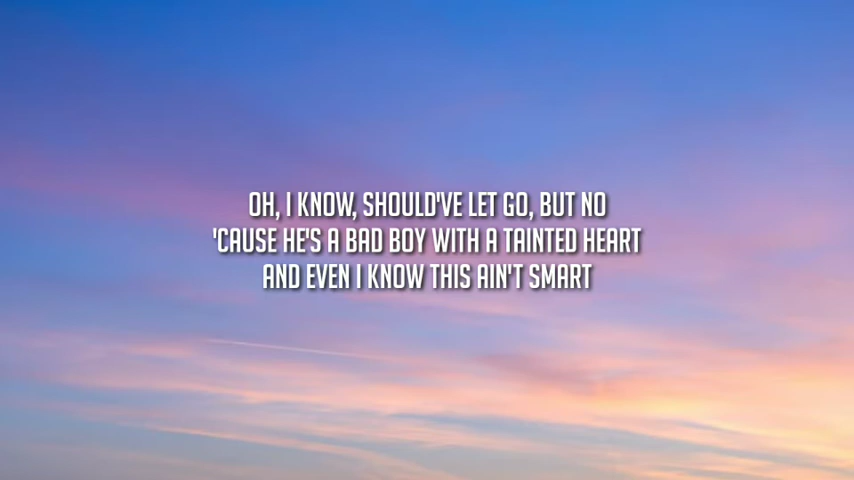 OH, I KNOW, SHOULD'VE LET GO, BUT NO
'CAUSE HE'S A BAD BOY WITH A TAINTED HEART
AND EVEN I KNOW THIS AIN'T SMART